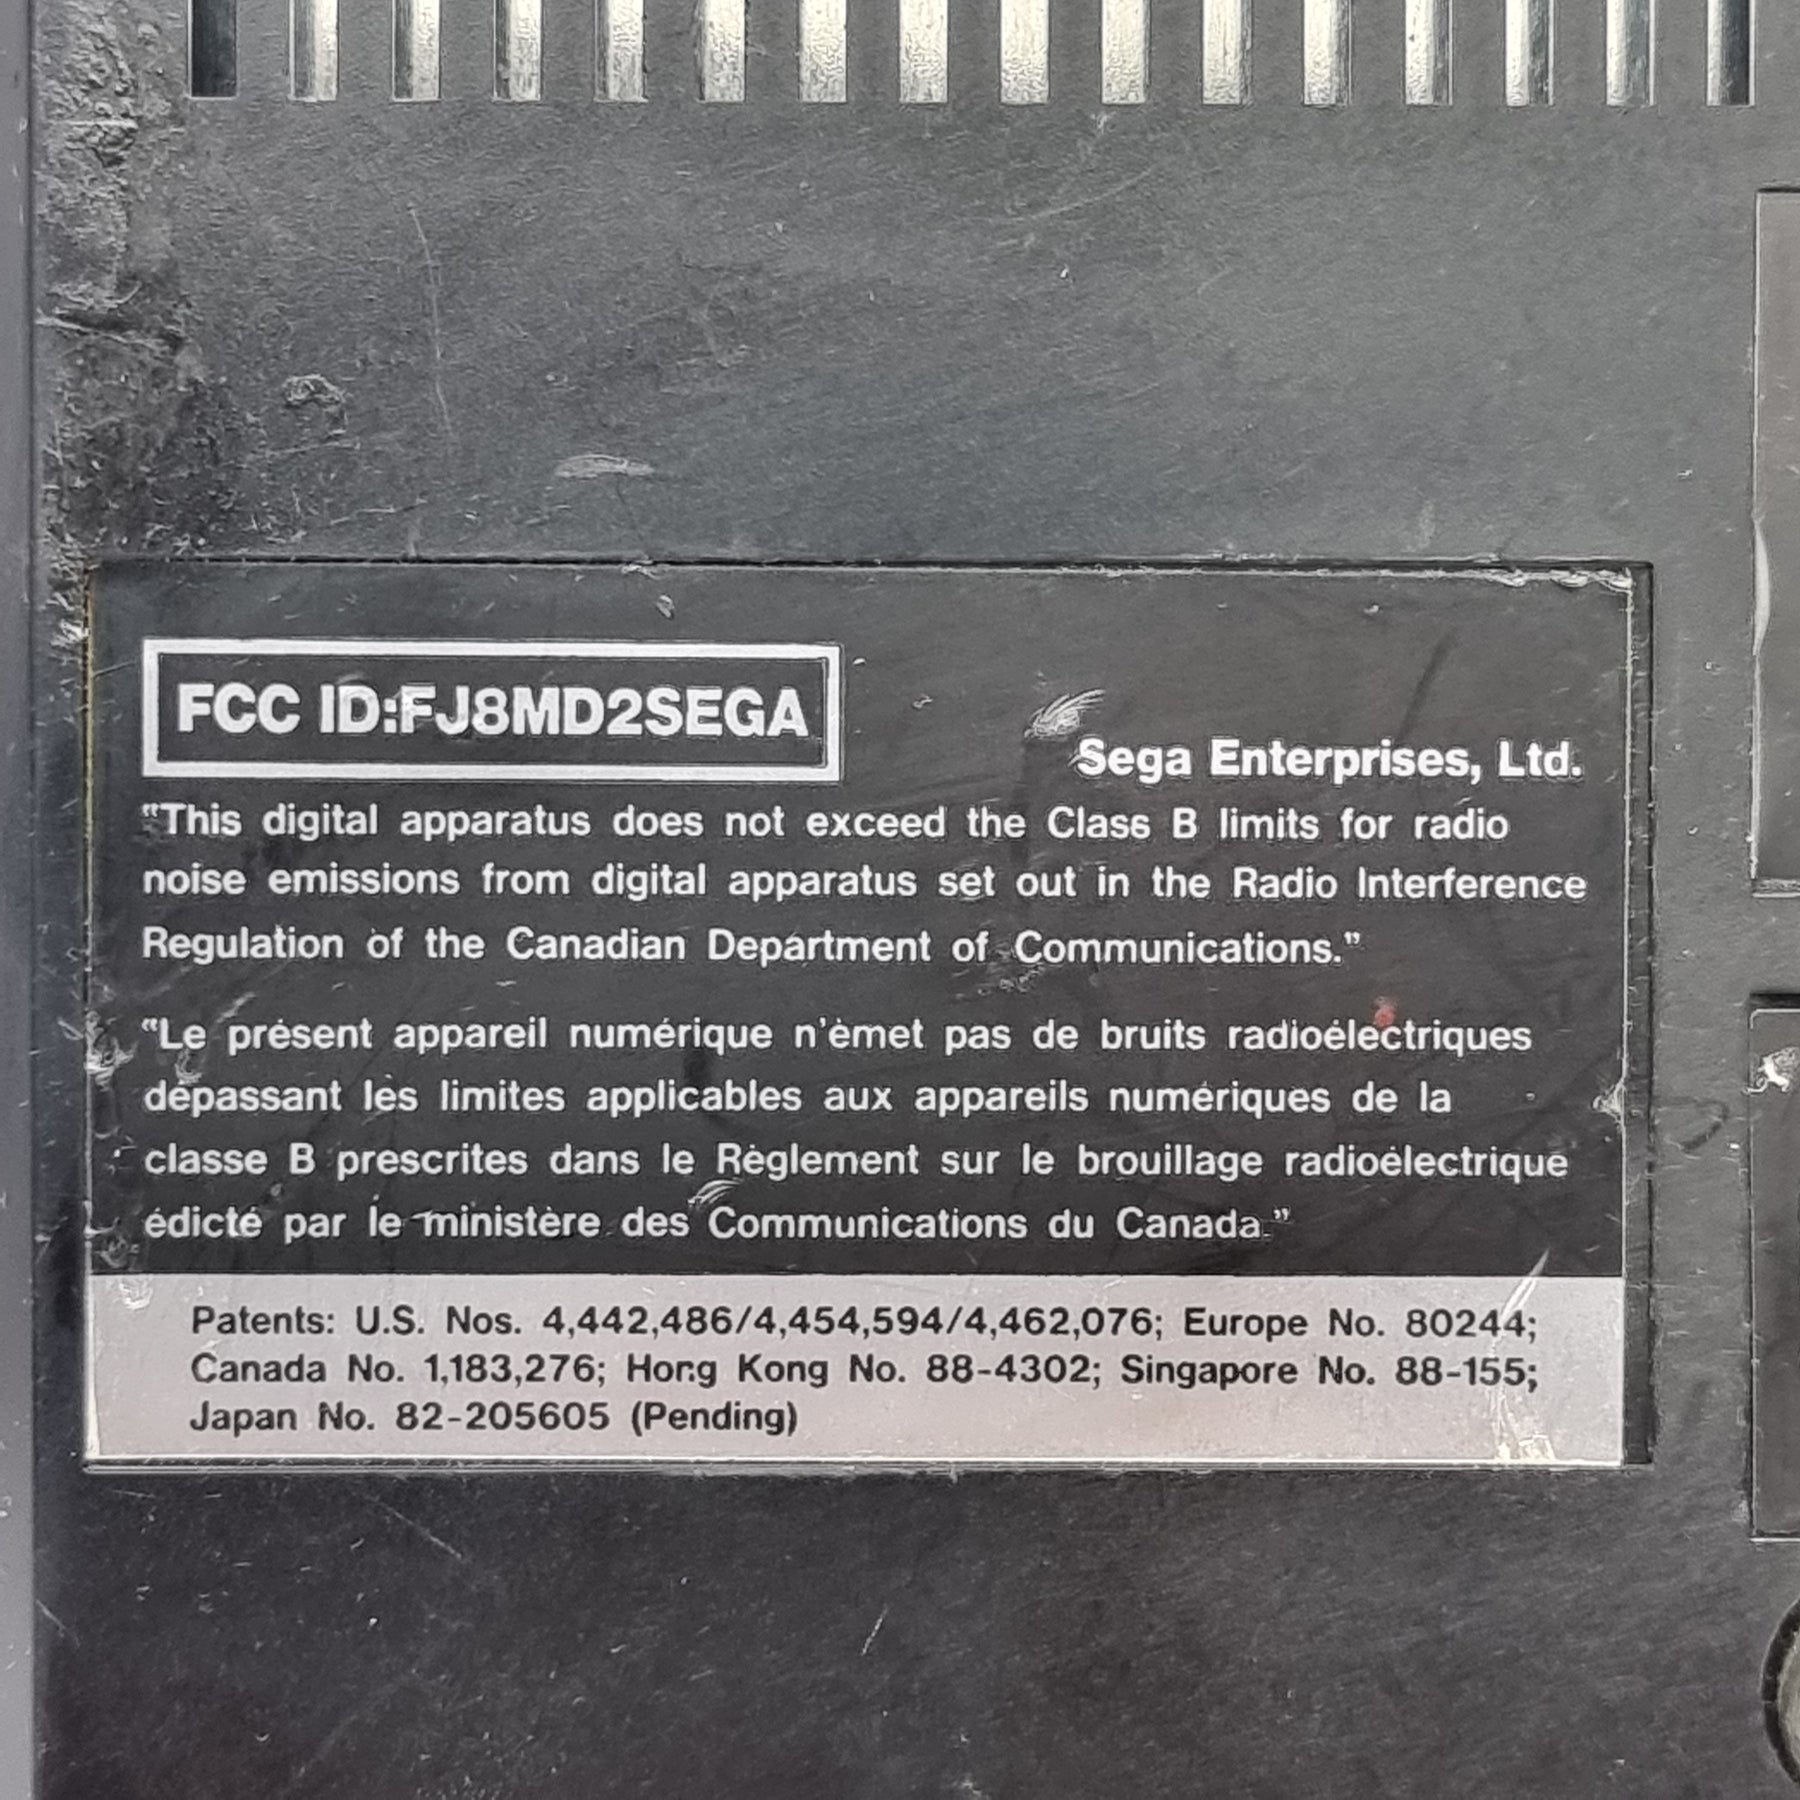 FCC ID:FJ8MD2SEGA
Sega Enterprises, Ltd.
"This digital apparatus does not exceed the Class B limits for radio
noise emissions from digital apparatus set out in the Radio Interference
Regulation of the Canadian Department of Communications."
"Le présent appareil numérique n'èmet pas de bruits radioélectriques
dépassant les limites applicables aux appareils numériques de la
classe B prescrites dans le Règlement sur le brouillage radioélectrique
édicté par le ministère des Communications du Canada."
Patents: U.S. Nos. 4,442,486/4,454,594/4,462,076; Europe No. 80244;
Canada No. 1,183,276; Hong Kong No. 88-4302; Singapore No. 88-155;
Japan No. 82-205605 (Pending)